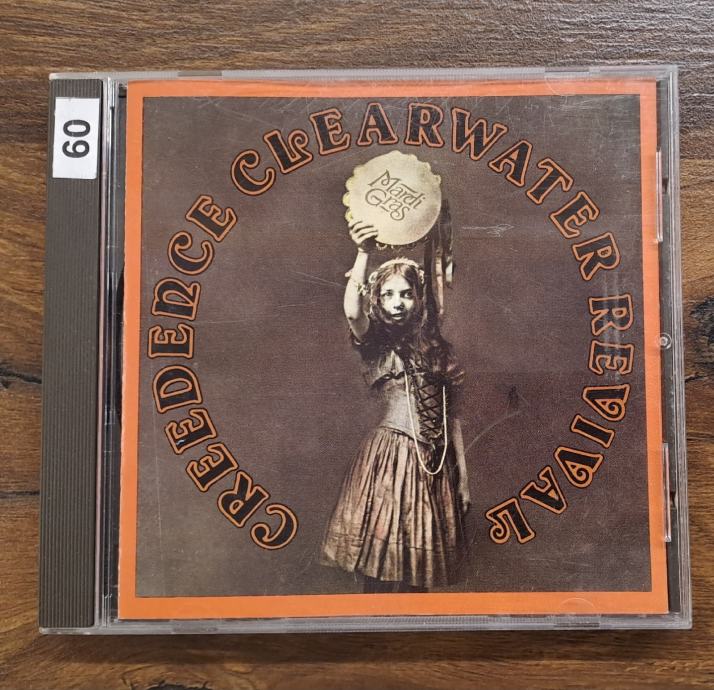 60
CREEDENCE CLEARWATER REVIVAL
Mardi
Gras